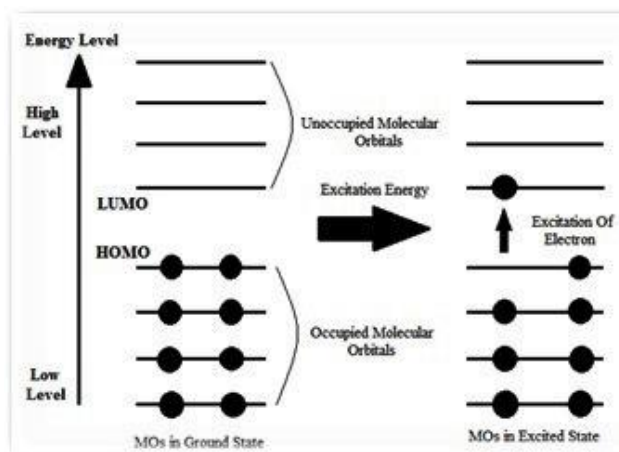 Energy Level
High
Level
Unoccupied Molecular
Orbitals
LUMO
Excitation Energy
Excitation Of
Electron
HOMO
Occupied Molecular
Orbitals
Low
Level
MOs in Ground State
MOs in Excited State